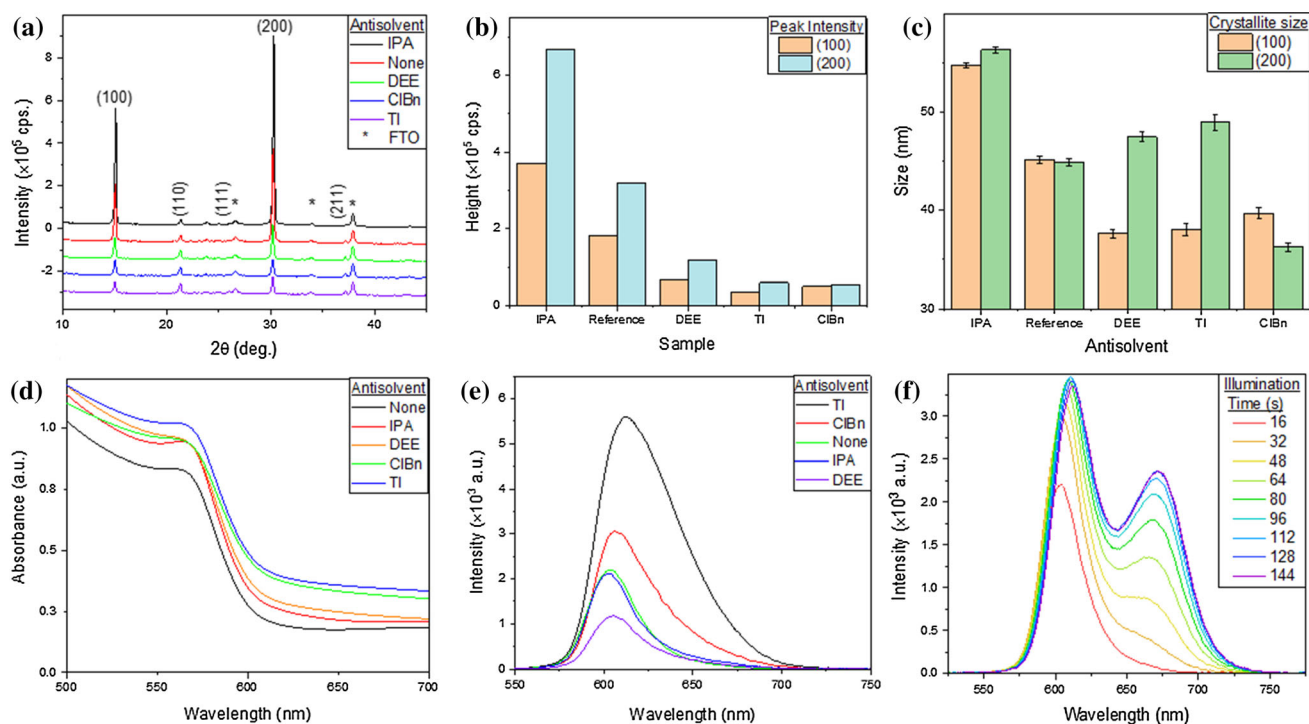 (a)
Antisolvent
IPA
None
DEE
ClBn
TI
* FTO
(100)
(200)
(110)
(111)
*
*
(211)
*
8
6
4
2
0
-2
Intensity (×10⁵ cps.)
10
20
30
40
2θ (deg.)
(b)
Peak Intensity
(100)
(200)
8
6
4
2
0
Height (×10⁵ cps.)
IPA
Reference
DEE
TI
ClBn
Sample
(c)
Crystallite size
(100)
(200)
50
40
30
Size (nm)
IPA
Reference
DEE
TI
ClBn
Antisolvent
(d)
Antisolvent
None
IPA
DEE
ClBn
TI
1.0
0.8
0.5
0.3
0.0
Absorbance (a.u.)
500
550
600
650
700
Wavelength (nm)
(e)
Antisolvent
TI
ClBn
None
IPA
DEE
6
5
4
3
2
1
0
Intensity (×10³ a.u.)
550
600
650
700
750
Wavelength (nm)
(f)
Illumination
Time (s)
16
32
48
64
80
96
112
128
144
3.0
2.5
2.0
1.5
1.0
0.5
0.0
Intensity (×10³ a.u.)
550
600
650
700
750
Wavelength (nm)